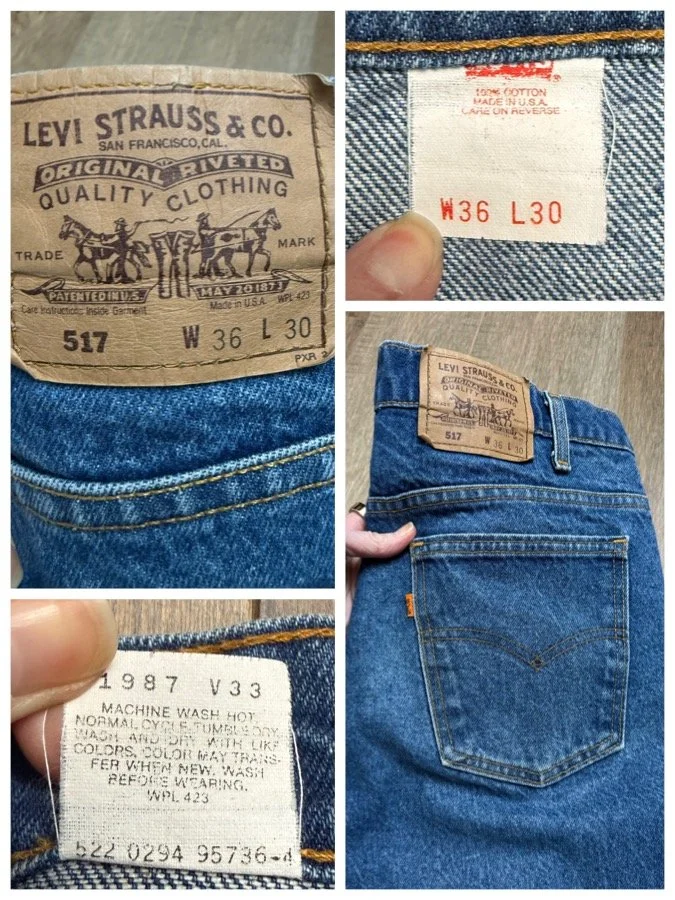 LEVI STRAUSS & CO.
SAN FRANCISCO, CAL.
ORIGINAL RIVETED
QUALITY CLOTHING
TRADE MARK
PATENTED IN U.S. MAY 20 1873
Made in U.S.A. WPL 423
Care Instructions Inside Garment
517 W 36 L 30
PXR 2
100% COTTON
MADE IN U.S.A.
CARE ON REVERSE
W36 L30
LEVI STRAUSS & CO.
ORIGINAL RIVETED
QUALITY CLOTHING
517 W 36 L 30
1987 V33
MACHINE WASH HOT,
NORMAL CYCLE, TUMBLE DRY,
WASH AND DRY WITH LIKE
COLORS, COLOR MAY TRANS-
FER WHEN NEW, WASH
BEFORE WEARING.
WPL 423
522 0294 95736-4